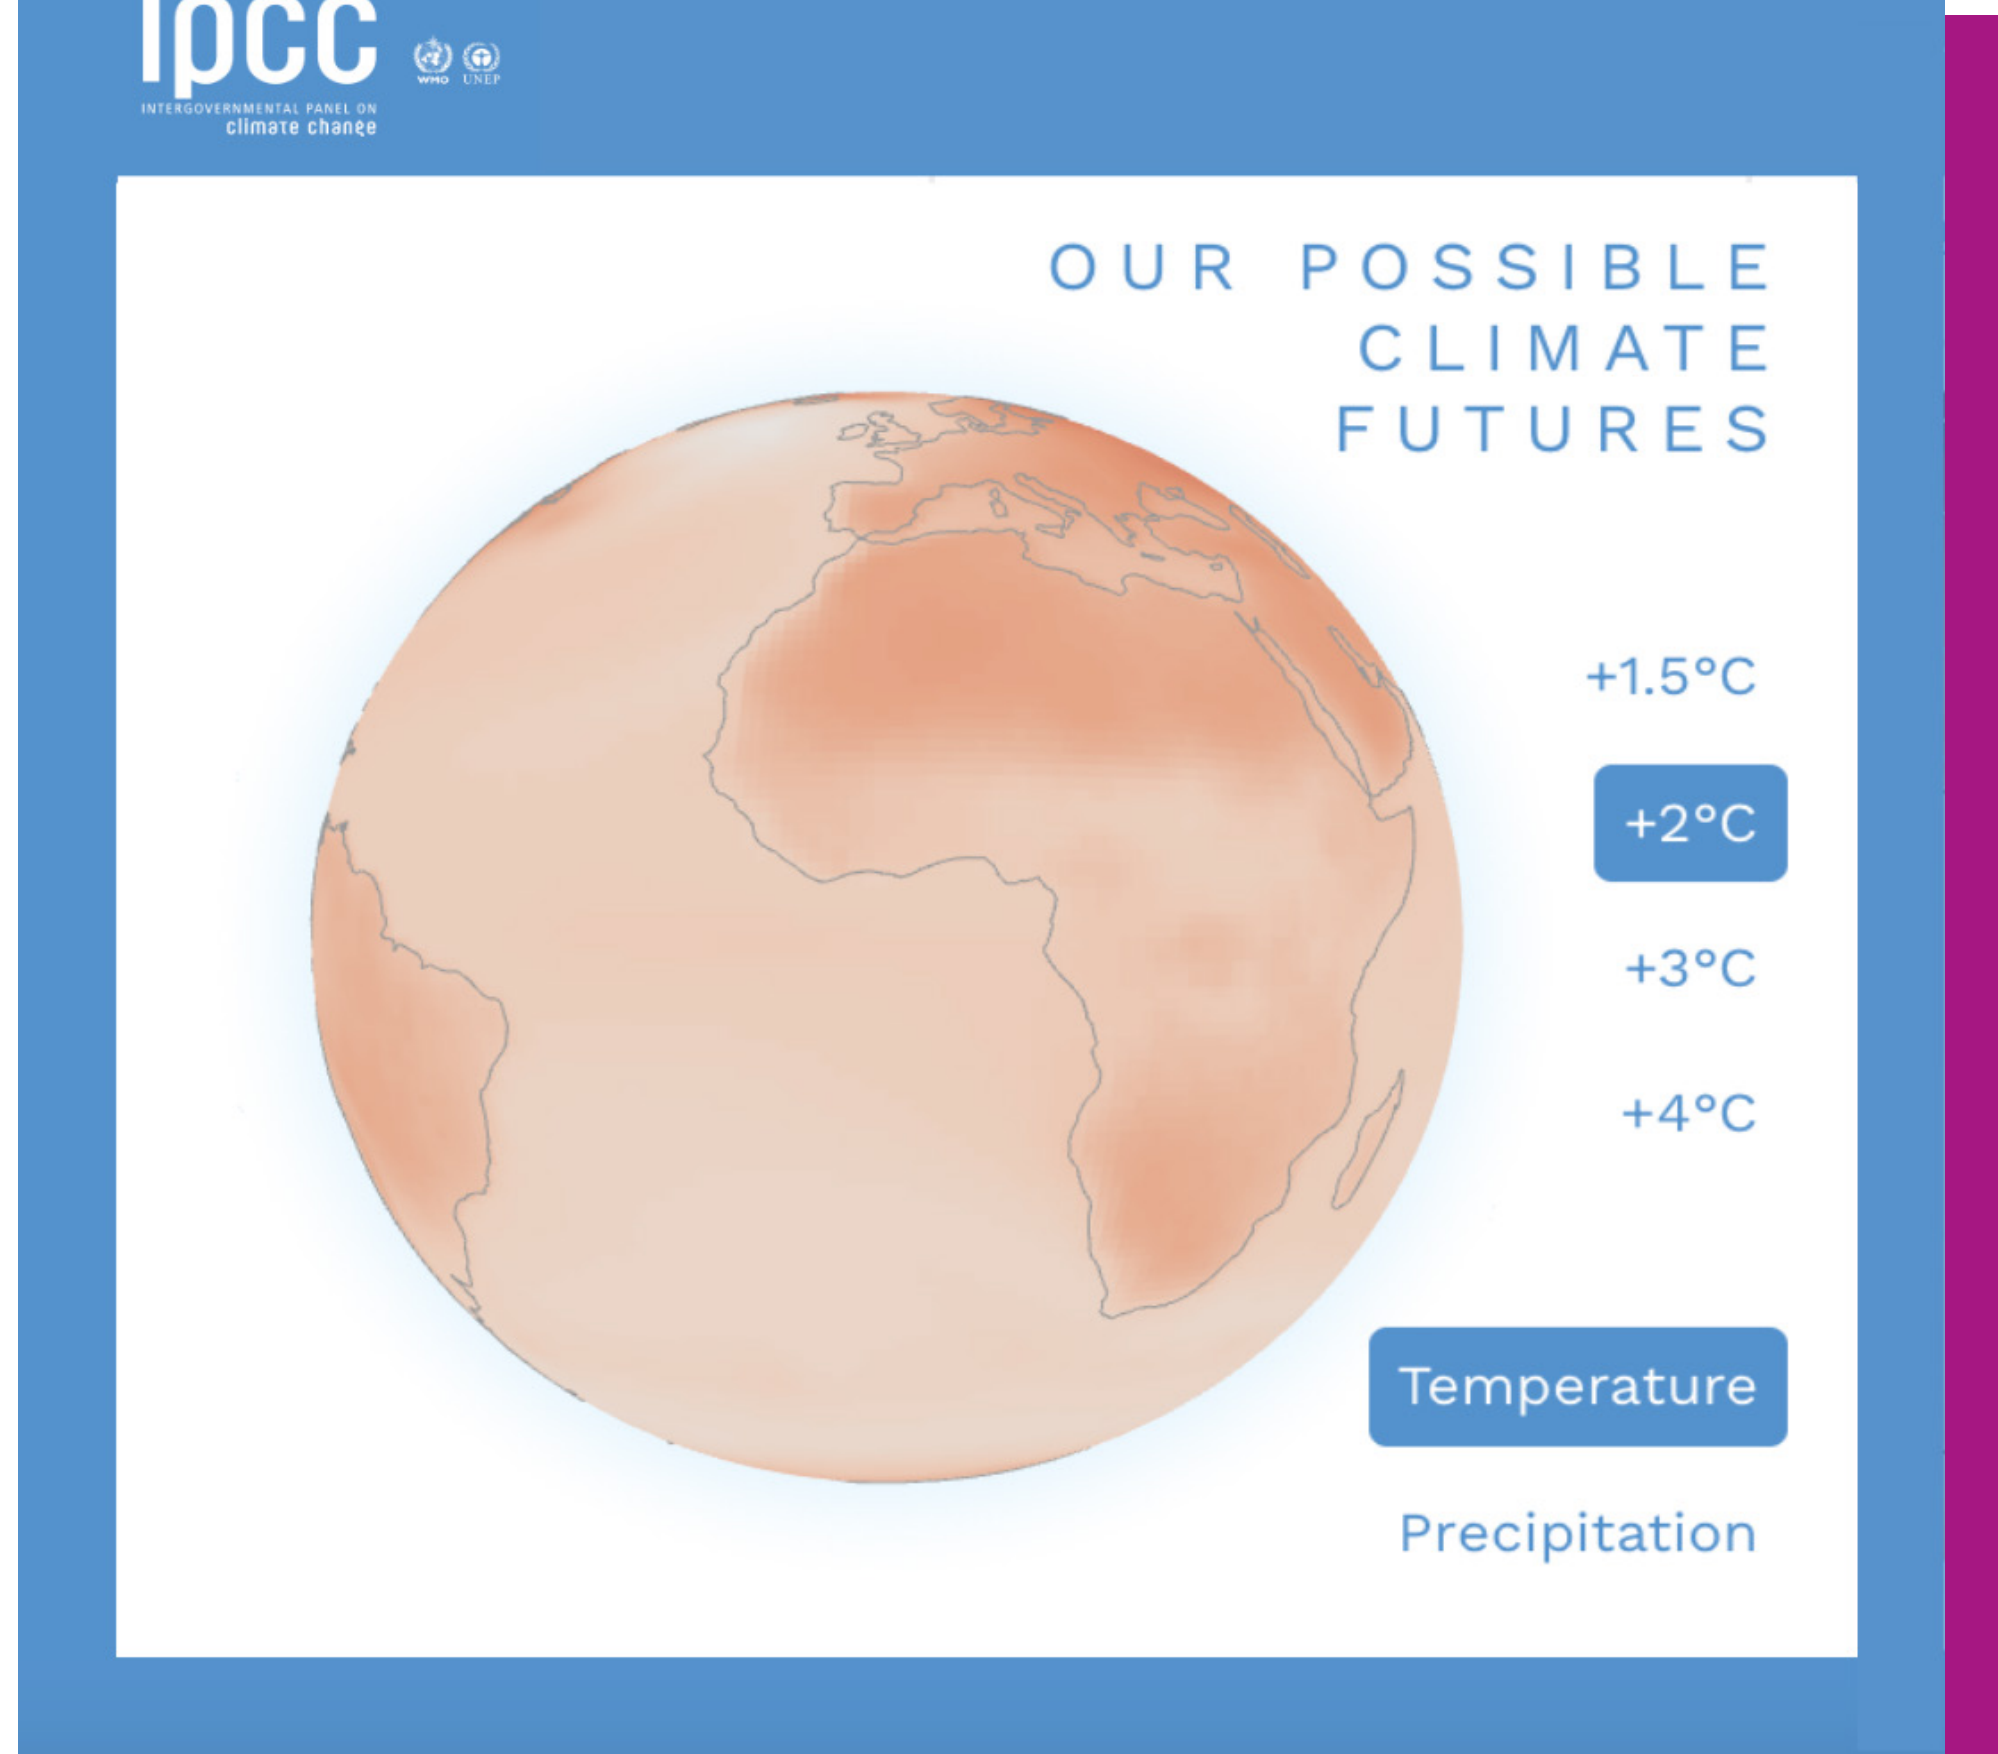 ipcc
WMO UNEP
INTERGOVERNMENTAL PANEL ON
climate change
OUR POSSIBLE
CLIMATE
FUTURES
+1.5°C
+2°C
+3°C
+4°C
Temperature
Precipitation